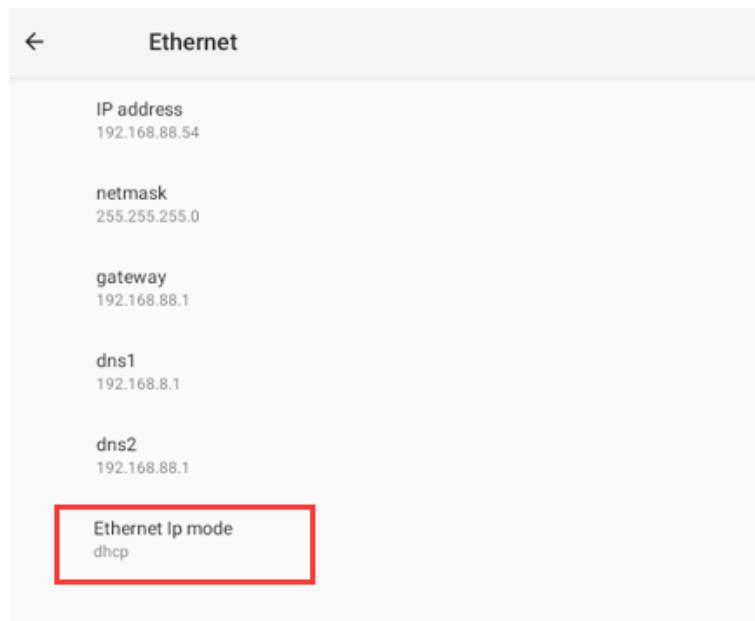 Ethernet
IP address
192.168.88.54
netmask
255.255.255.0
gateway
192.168.88.1
dns1
192.168.8.1
dns2
192.168.88.1
Ethernet Ip mode
dhcp